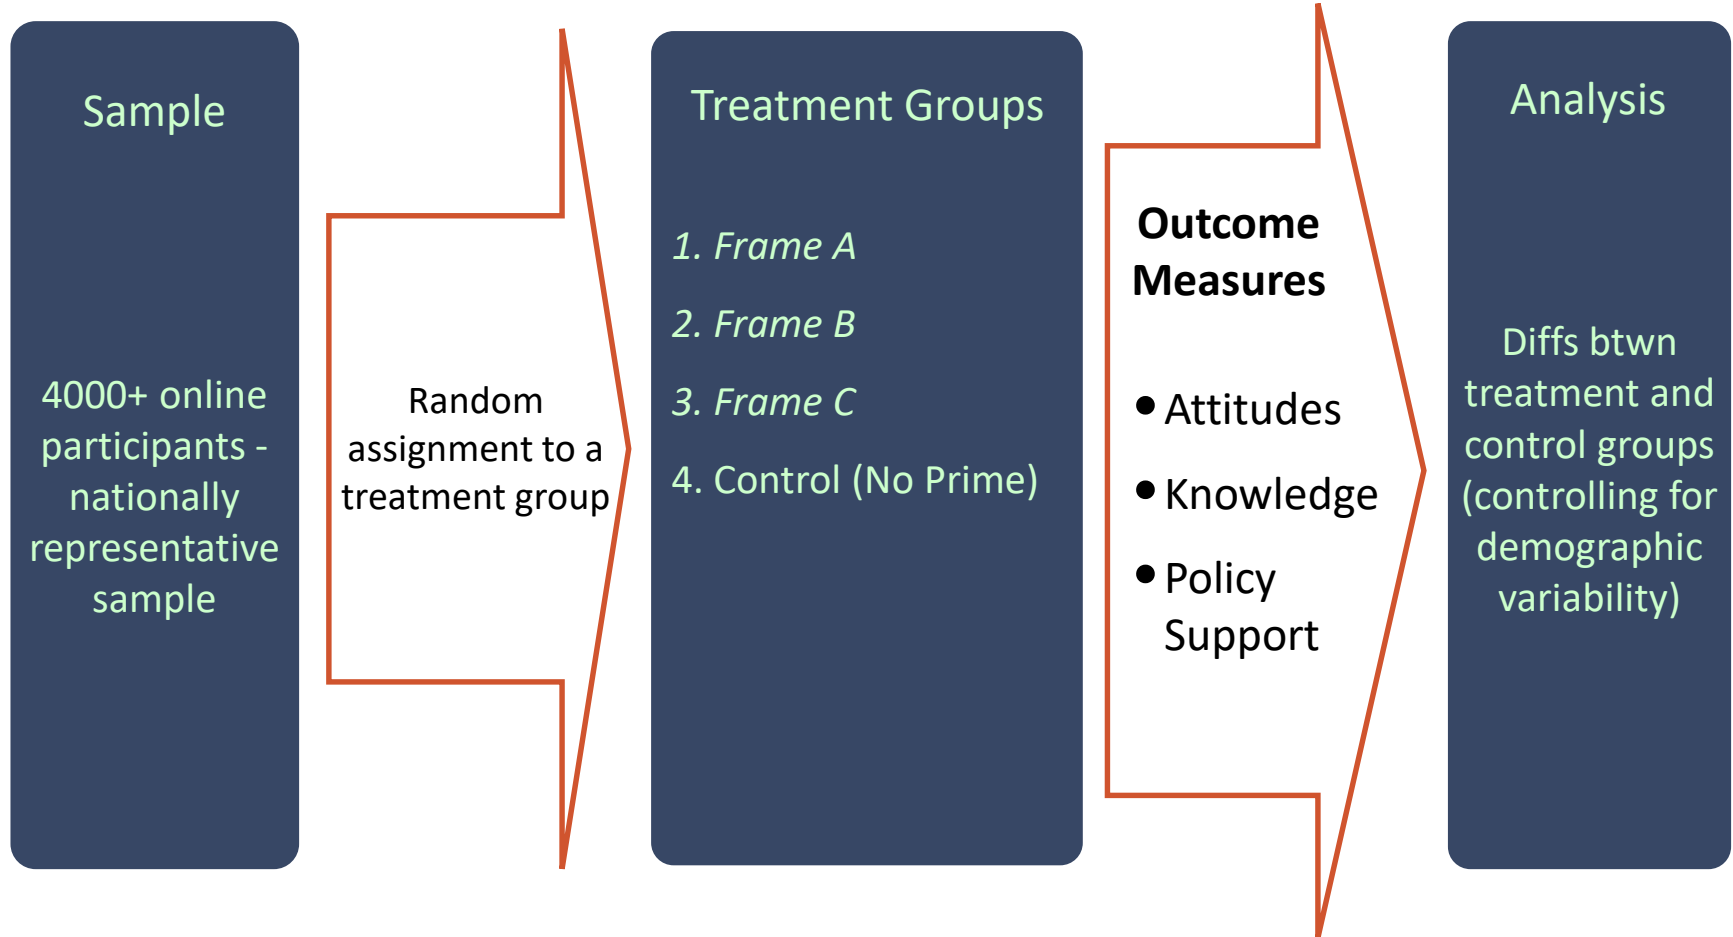 Sample
4000+ online
participants -
nationally
representative
sample
Random
assignment to a
treatment group
Treatment Groups
1. Frame A
2. Frame B
3. Frame C
4. Control (No Prime)
Outcome
Measures
• Attitudes
• Knowledge
• Policy
Support
Analysis
Diffs btwn
treatment and
control groups
(controlling for
demographic
variability)